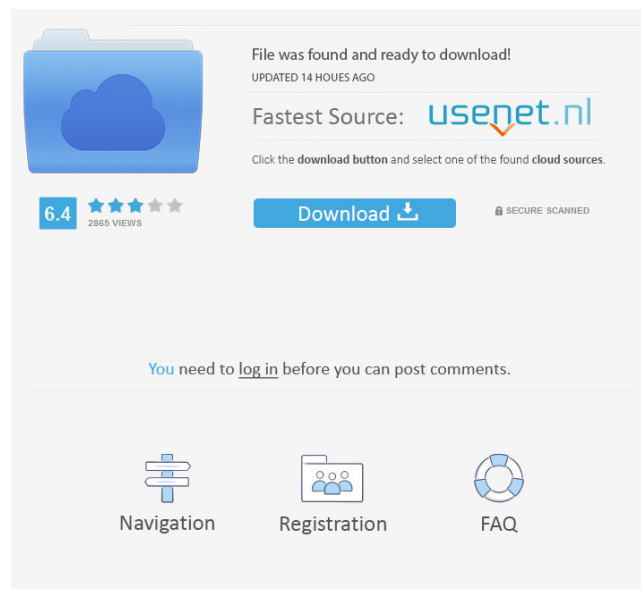 File was found and ready to download!
UPDATED 14 HOUES AGO
Fastest Source: usenet.nl
Click the download button and select one of the found cloud sources.
6.4
2865 VIEWS
Download
SECURE SCANNED
You need to log in before you can post comments.
Navigation
Registration
FAQ